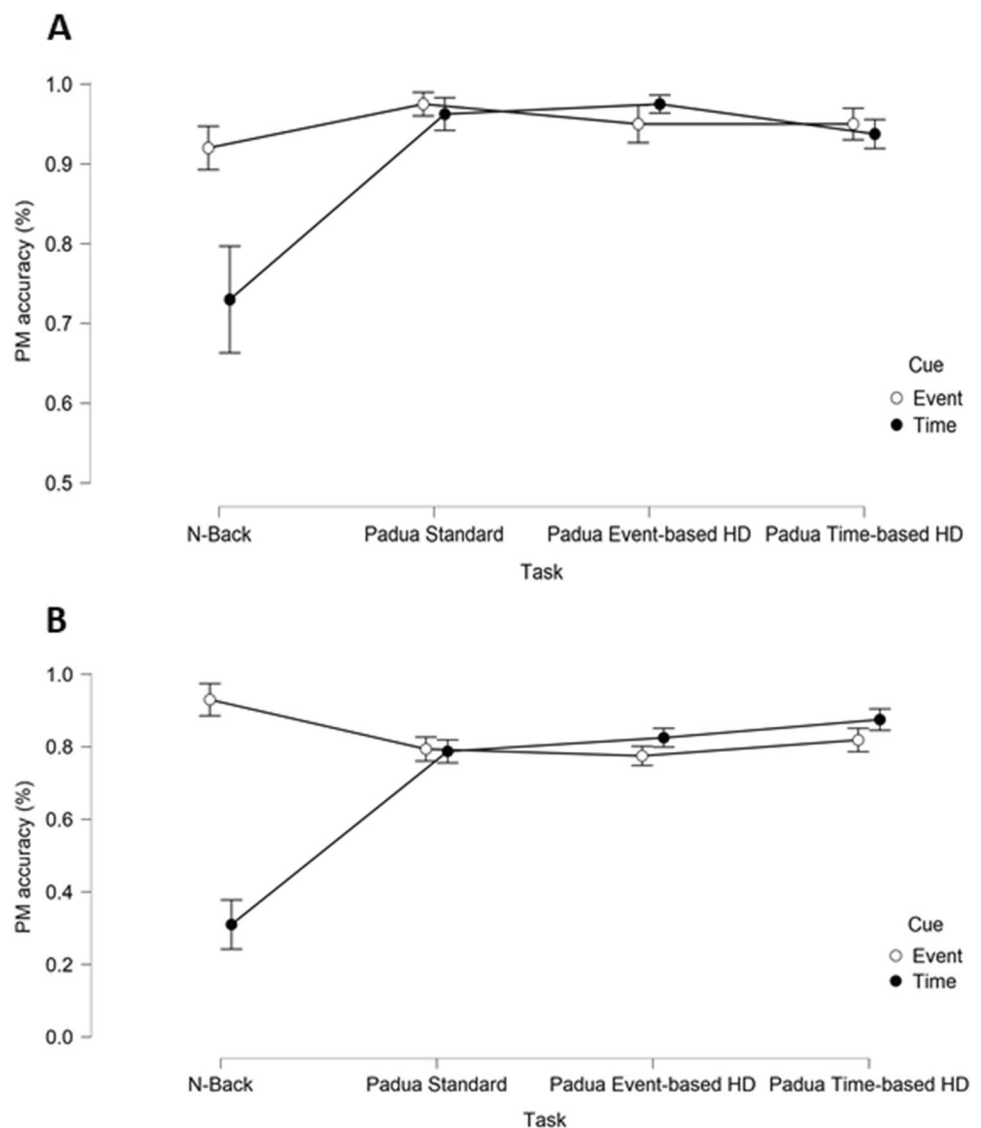 A
1.0
0.9
0.8
0.7
0.6
0.5
PM accuracy (%)
Cue
Event
Time
N-Back Padua Standard Padua Event-based HD Padua Time-based HD
Task
B
1.0
0.8
0.6
0.4
0.2
0.0
PM accuracy (%)
Cue
Event
Time
N-Back Padua Standard Padua Event-based HD Padua Time-based HD
Task